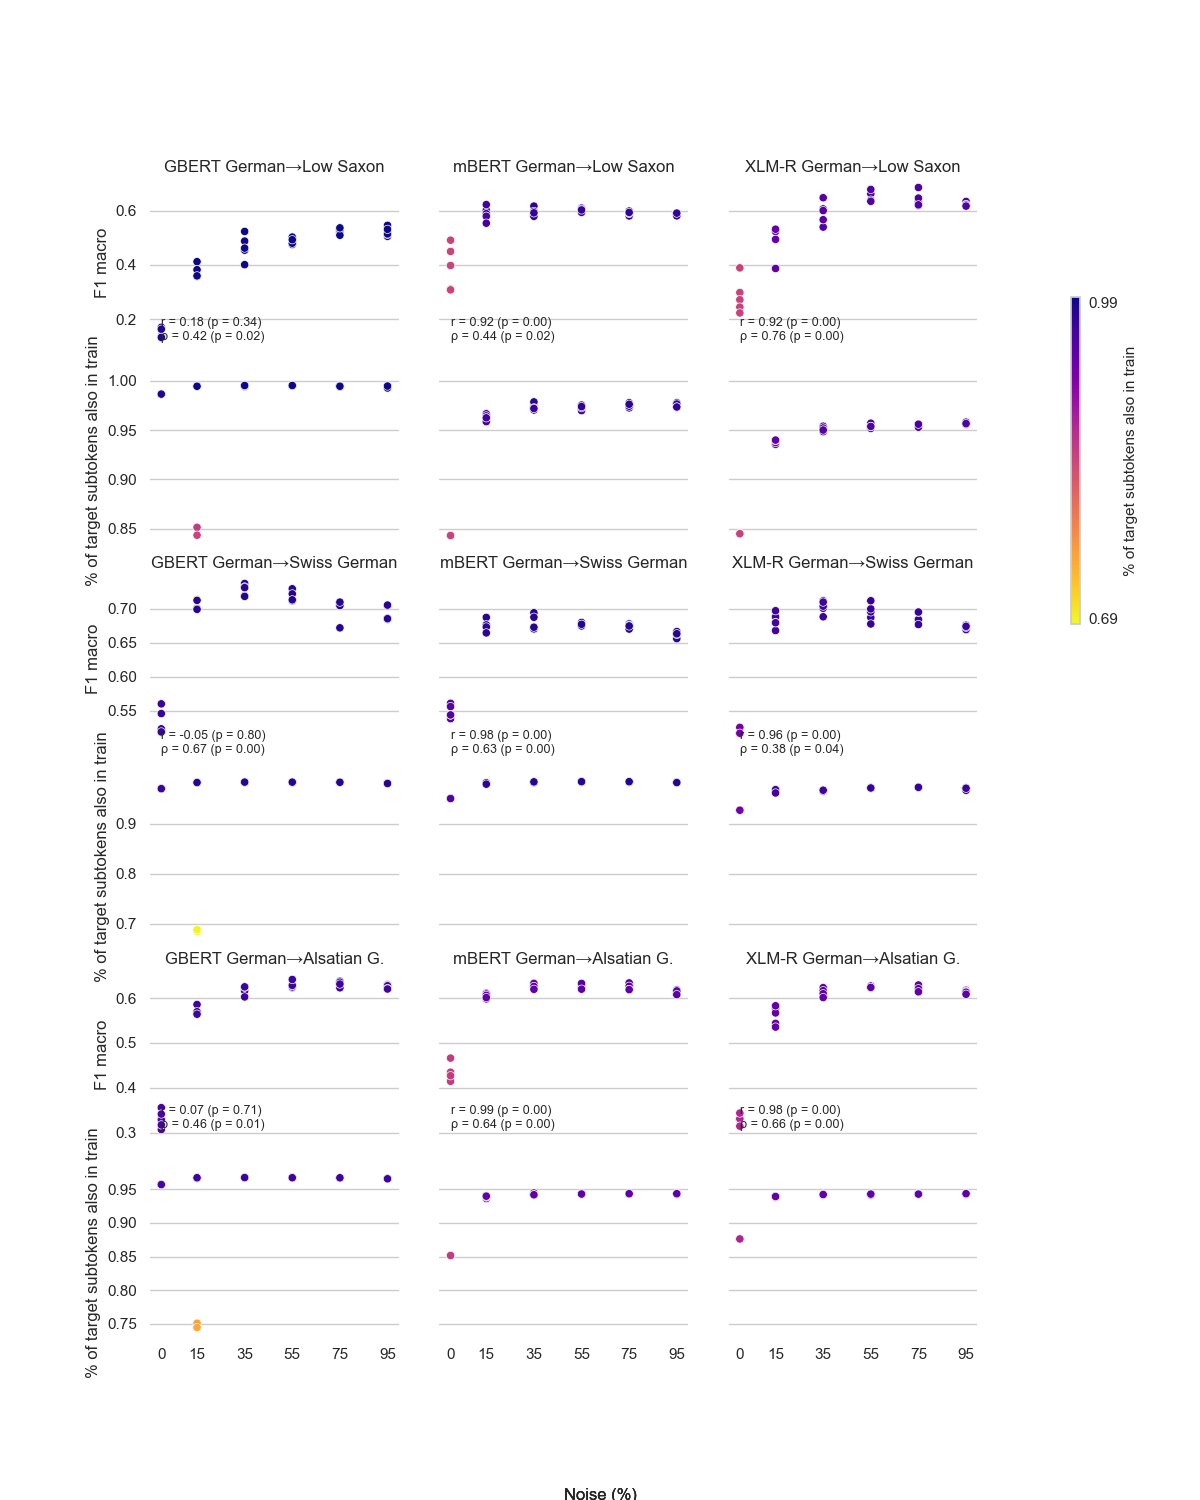 GBERT German→Low Saxon
mBERT German→Low Saxon
XLM-R German→Low Saxon
F1 macro
0.6
0.4
0.2
r = 0.18 (p = 0.34)
ρ = 0.42 (p = 0.02)
r = 0.92 (p = 0.00)
ρ = 0.44 (p = 0.02)
r = 0.92 (p = 0.00)
ρ = 0.76 (p = 0.00)
% of target subtokens also in train
1.00
0.95
0.90
0.85
GBERT German→Swiss German
mBERT German→Swiss German
XLM-R German→Swiss German
F1 macro
0.70
0.65
0.60
0.55
r = -0.05 (p = 0.80)
ρ = 0.67 (p = 0.00)
r = 0.98 (p = 0.00)
ρ = 0.63 (p = 0.00)
r = 0.96 (p = 0.00)
ρ = 0.38 (p = 0.04)
% of target subtokens also in train
0.9
0.8
0.7
GBERT German→Alsatian G.
mBERT German→Alsatian G.
XLM-R German→Alsatian G.
F1 macro
0.6
0.5
0.4
0.3
r = 0.07 (p = 0.71)
ρ = 0.46 (p = 0.01)
r = 0.99 (p = 0.00)
ρ = 0.64 (p = 0.00)
r = 0.98 (p = 0.00)
ρ = 0.66 (p = 0.00)
% of target subtokens also in train
0.95
0.90
0.85
0.80
0.75
0 15 35 55 75 95
0 15 35 55 75 95
0 15 35 55 75 95
Noise (%)
0.99
0.69
% of target subtokens also in train